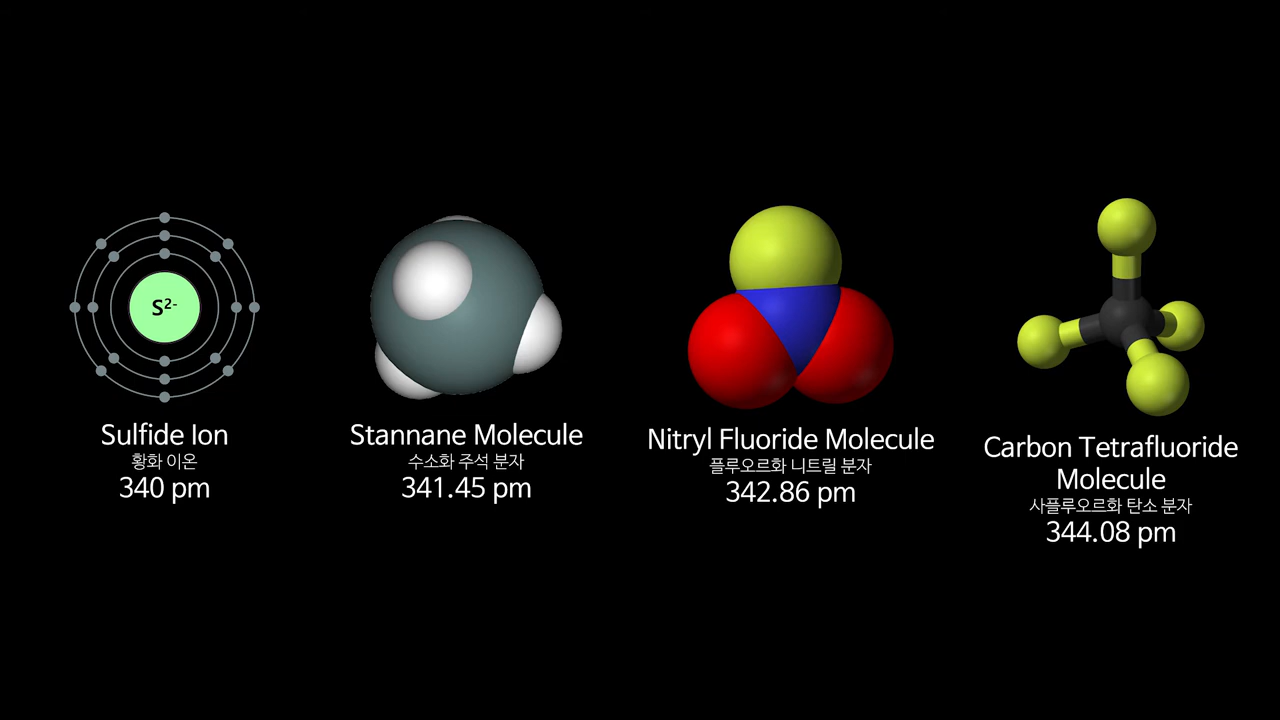 S²⁻
Sulfide Ion
황화 이온
340 pm
Stannane Molecule
수소화 주석 분자
341.45 pm
Nitryl Fluoride Molecule
플루오르화 니트릴 분자
342.86 pm
Carbon Tetrafluoride
Molecule
사플루오르화 탄소 분자
344.08 pm